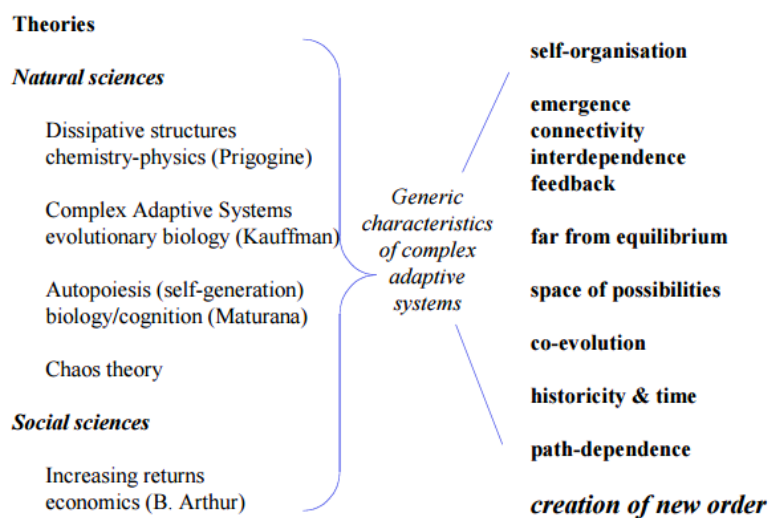 Theories
Natural sciences
Dissipative structures
chemistry-physics (Prigogine)
Complex Adaptive Systems
evolutionary biology (Kauffman)
Autopoiesis (self-generation)
biology/cognition (Maturana)
Chaos theory
Social sciences
Increasing returns
economics (B. Arthur)
Generic
characteristics
of complex
adaptive
systems
self-organisation
emergence
connectivity
interdependence
feedback
far from equilibrium
space of possibilities
co-evolution
historicity & time
path-dependence
creation of new order